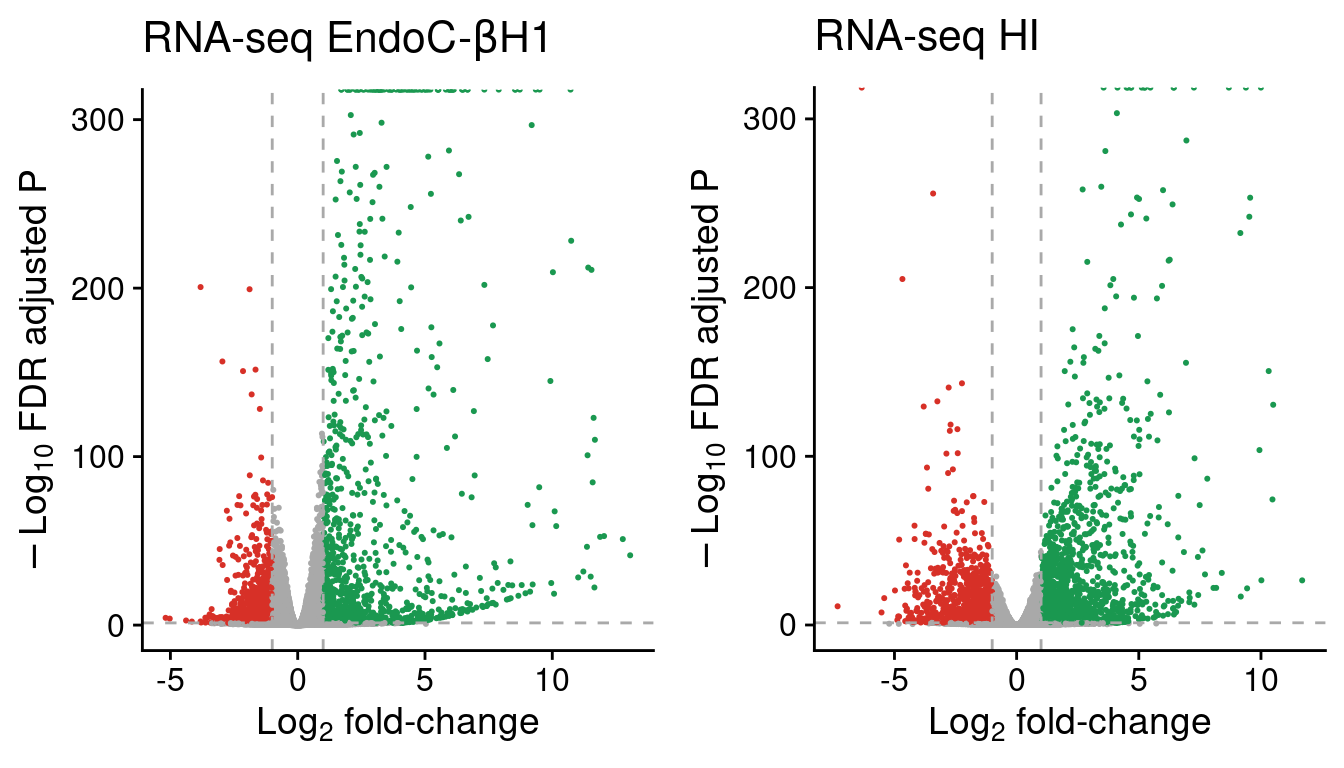 RNA-seq EndoC-βH1
300
200
100
0
− Log₁₀ FDR adjusted P
-5 0 5 10
Log₂ fold-change
RNA-seq HI
300
200
100
0
− Log₁₀ FDR adjusted P
-5 0 5 10
Log₂ fold-change